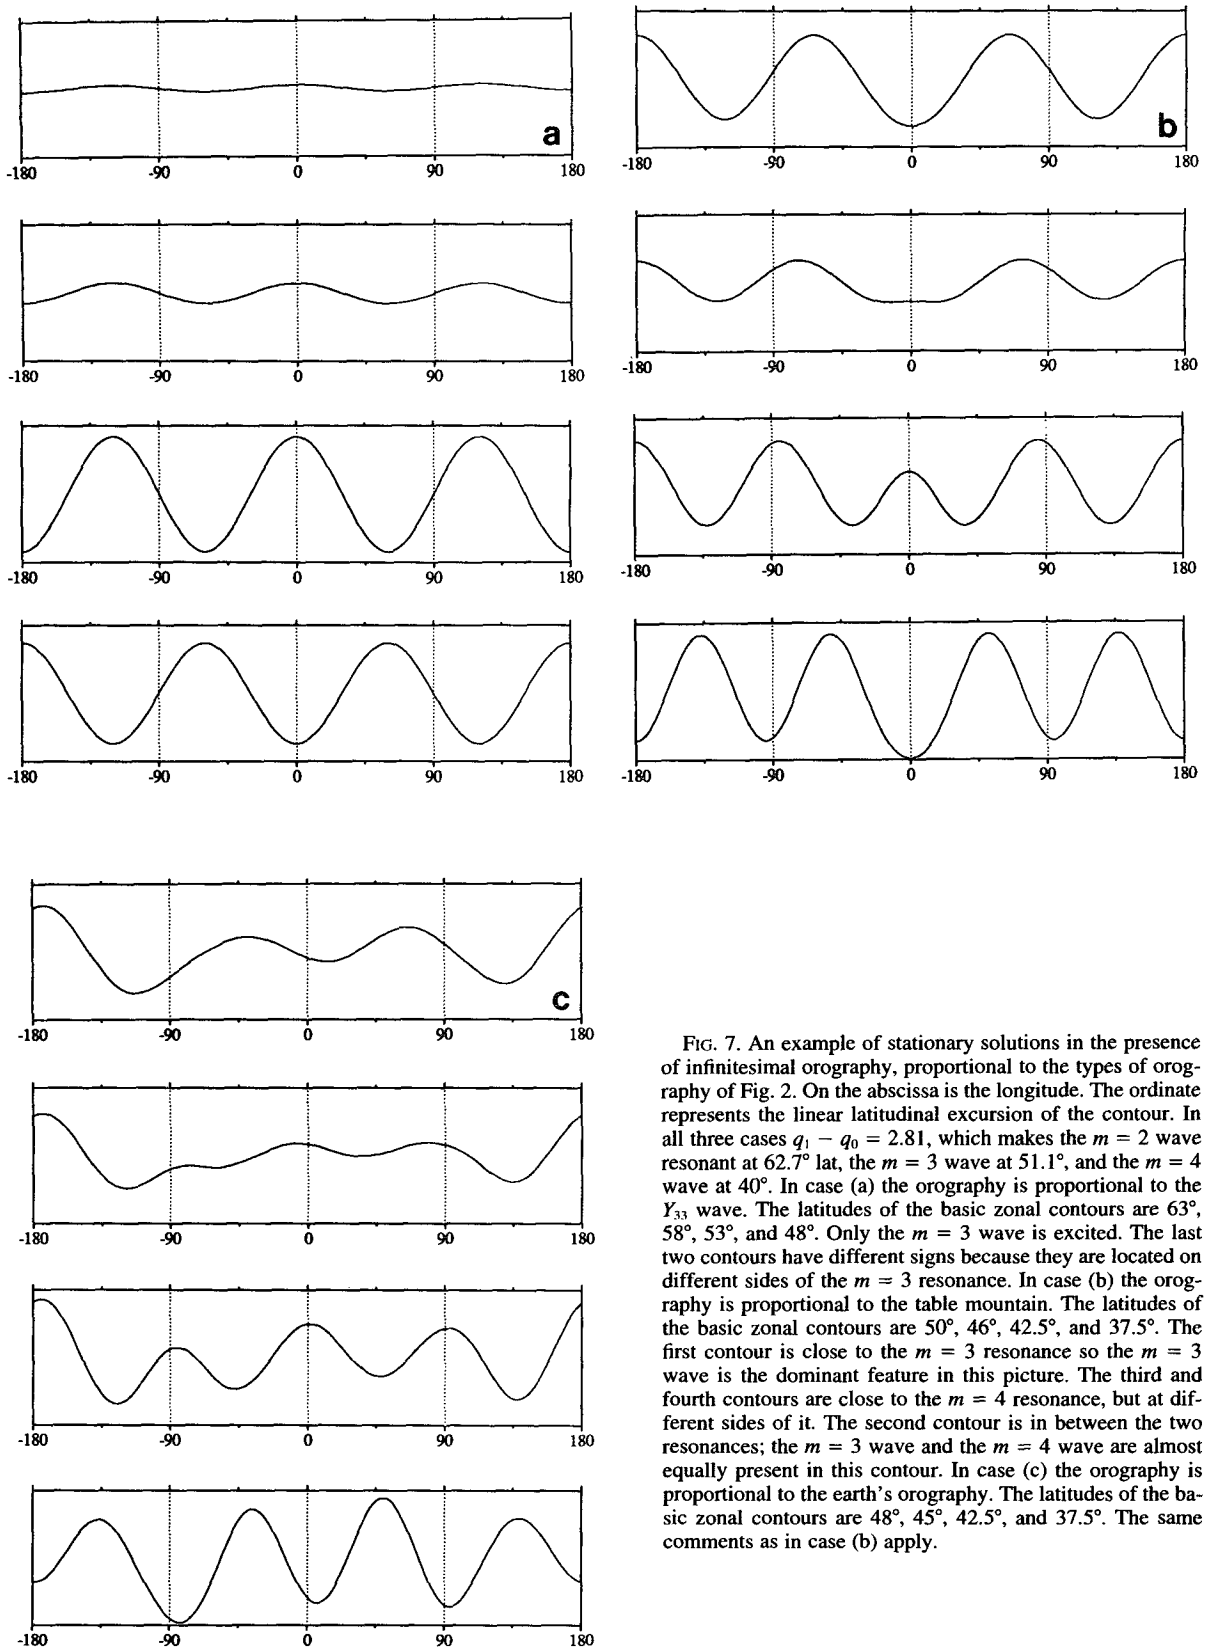 a
-180 -90 0 90 180
-180 -90 0 90 180
-180 -90 0 90 180
-180 -90 0 90 180
b
-180 -90 0 90 180
-180 -90 0 90 180
-180 -90 0 90 180
-180 -90 0 90 180
c
-180 -90 0 90 180
-180 -90 0 90 180
-180 -90 0 90 180
-180 -90 0 90 180
FIG. 7. An example of stationary solutions in the presence
of infinitesimal orography, proportional to the types of orog-
raphy of Fig. 2. On the abscissa is the longitude. The ordinate
represents the linear latitudinal excursion of the contour. In
all three cases q₁ − q₀ = 2.81, which makes the m = 2 wave
resonant at 62.7° lat, the m = 3 wave at 51.1°, and the m = 4
wave at 40°. In case (a) the orography is proportional to the
Y₃₃ wave. The latitudes of the basic zonal contours are 63°,
58°, 53°, and 48°. Only the m = 3 wave is excited. The last
two contours have different signs because they are located on
different sides of the m = 3 resonance. In case (b) the orog-
raphy is proportional to the table mountain. The latitudes of
the basic zonal contours are 50°, 46°, 42.5°, and 37.5°. The
first contour is close to the m = 3 resonance so the m = 3
wave is the dominant feature in this picture. The third and
fourth contours are close to the m = 4 resonance, but at dif-
ferent sides of it. The second contour is in between the two
resonances; the m = 3 wave and the m = 4 wave are almost
equally present in this contour. In case (c) the orography is
proportional to the earth's orography. The latitudes of the ba-
sic zonal contours are 48°, 45°, 42.5°, and 37.5°. The same
comments as in case (b) apply.